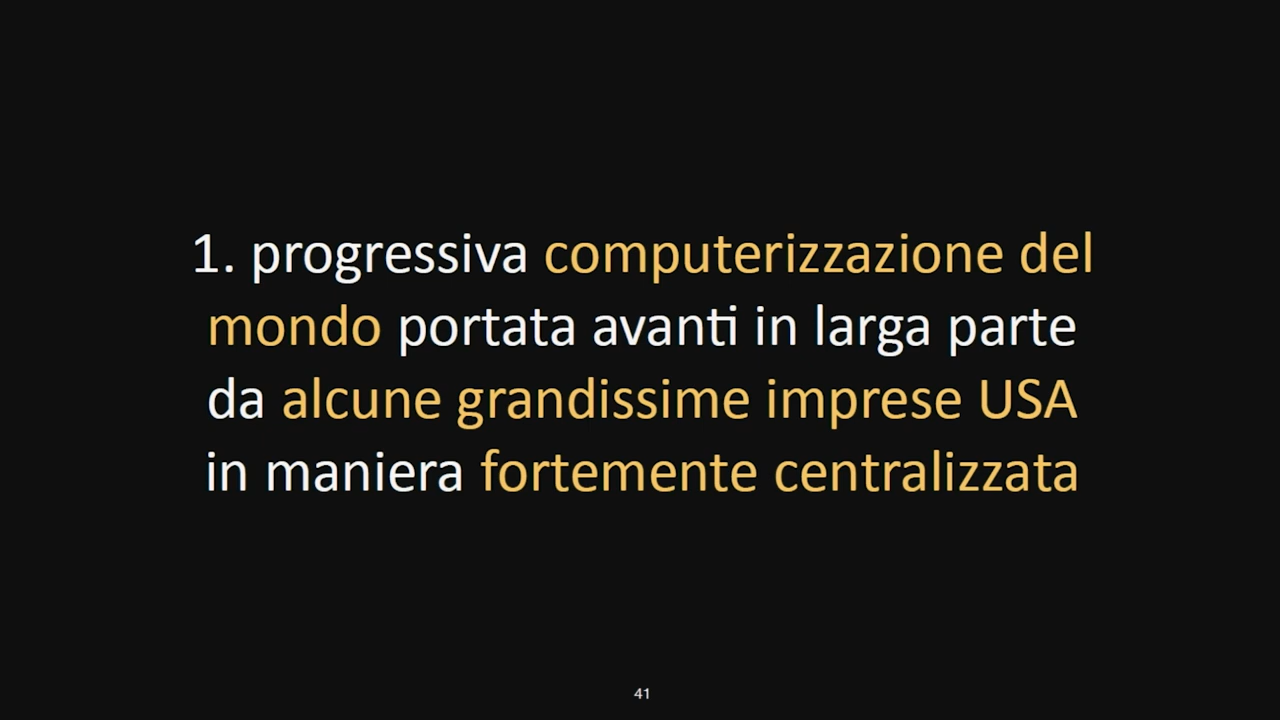 1. progressiva computerizzazione del
mondo portata avanti in larga parte
da alcune grandissime imprese USA
in maniera fortemente centralizzata
41